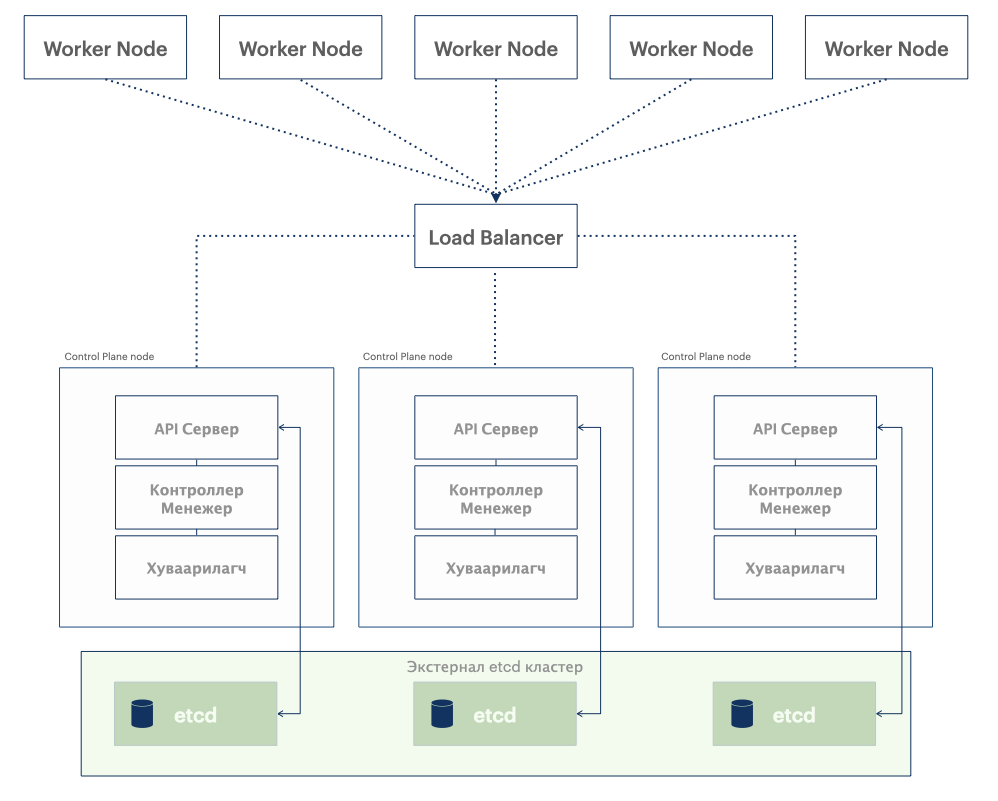 Worker Node
Worker Node
Worker Node
Worker Node
Worker Node
Load Balancer
Control Plane node
Control Plane node
Control Plane node
API Сервер
API Сервер
API Сервер
Контроллер
Менежер
Контроллер
Менежер
Контроллер
Менежер
Хуваарилагч
Хуваарилагч
Хуваарилагч
Экстернал etcd кластер
etcd
etcd
etcd